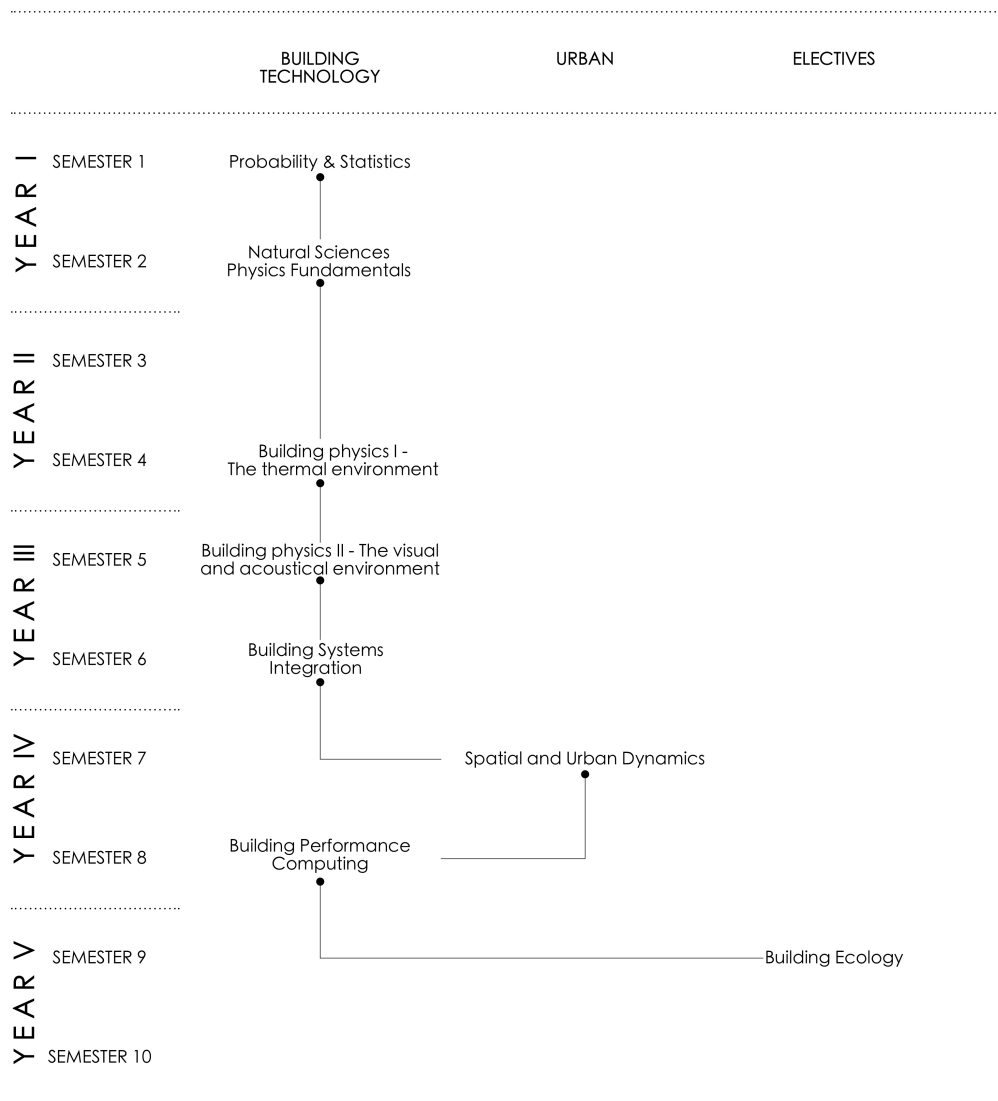 BUILDING
TECHNOLOGY
URBAN
ELECTIVES
YEAR I
SEMESTER 1
Probability & Statistics
SEMESTER 2
Natural Sciences
Physics Fundamentals
YEAR II
SEMESTER 3
SEMESTER 4
Building physics I -
The thermal environment
YEAR III
SEMESTER 5
Building physics II - The visual
and acoustical environment
SEMESTER 6
Building Systems
Integration
YEAR IV
SEMESTER 7
Spatial and Urban Dynamics
SEMESTER 8
Building Performance
Computing
YEAR V
SEMESTER 9
Building Ecology
SEMESTER 10